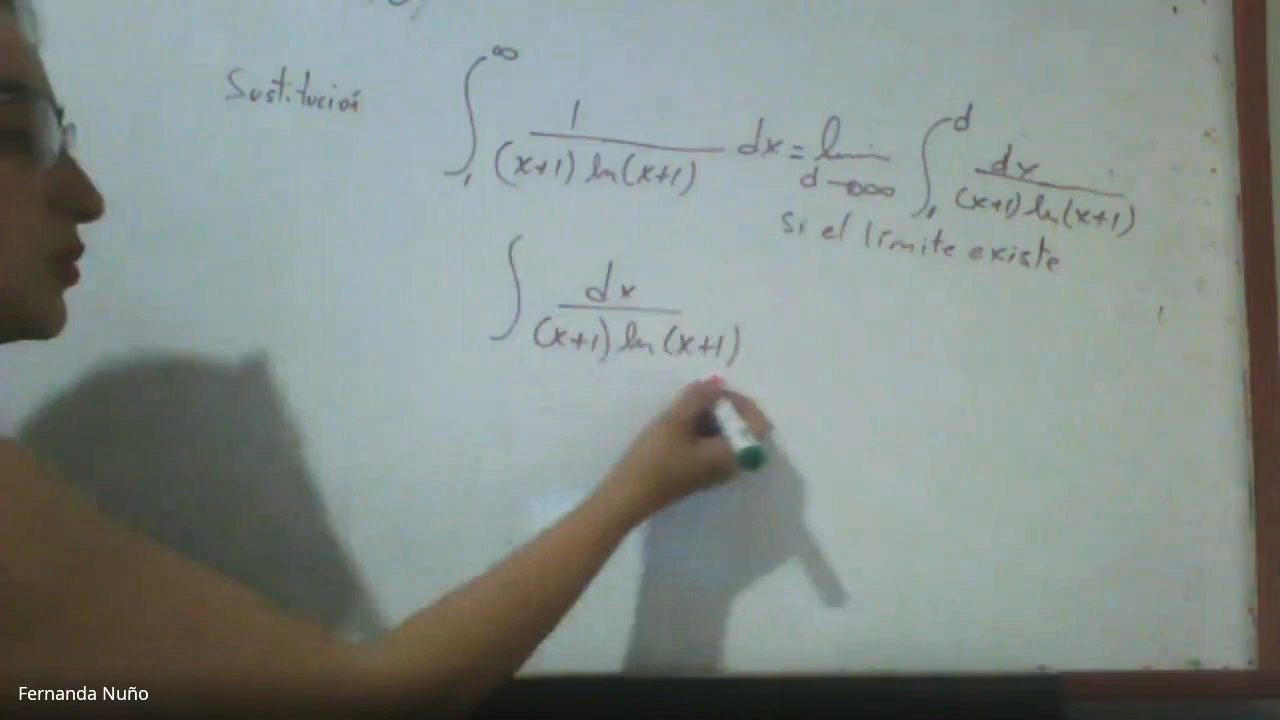 Sustitución ∫₁^∞ 1/((x+1) ln(x+1)) dx = lim d→∞ ∫₁^d dx/((x+1) ln(x+1))
si el límite existe
∫ dx/((x+1) ln(x+1))
Fernanda Nuño